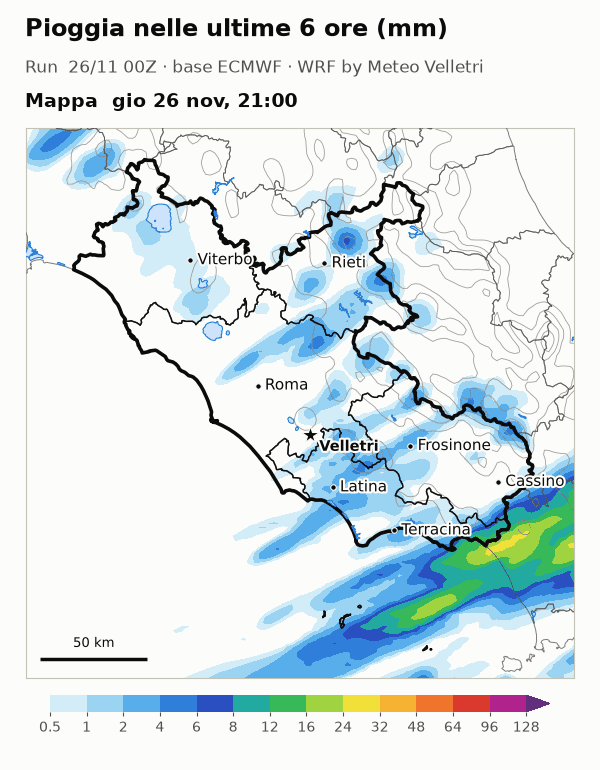 Pioggia nelle ultime 6 ore (mm)
Run 26/11 00Z · base ECMWF · WRF by Meteo Velletri
Mappa gio 26 nov, 21:00
Viterbo
Rieti
Roma
Velletri
Frosinone
Latina
Cassino
Terracina
50 km
0.5 1 2 4 6 8 12 16 24 32 48 64 96 128